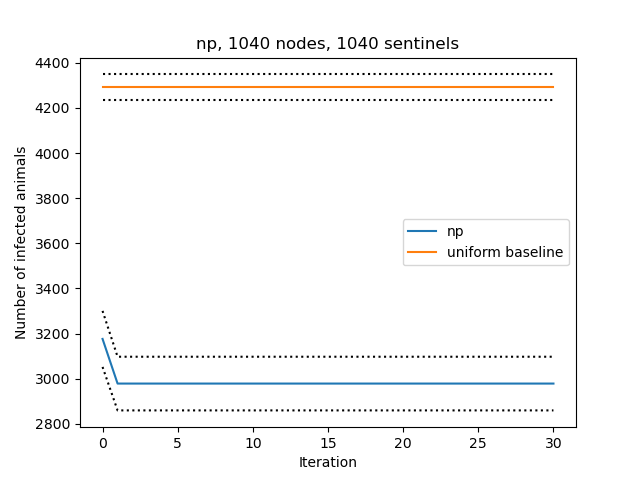 np, 1040 nodes, 1040 sentinels
Number of infected animals
4400
4200
4000
3800
3600
3400
3200
3000
2800
np
uniform baseline
0 5 10 15 20 25 30
Iteration